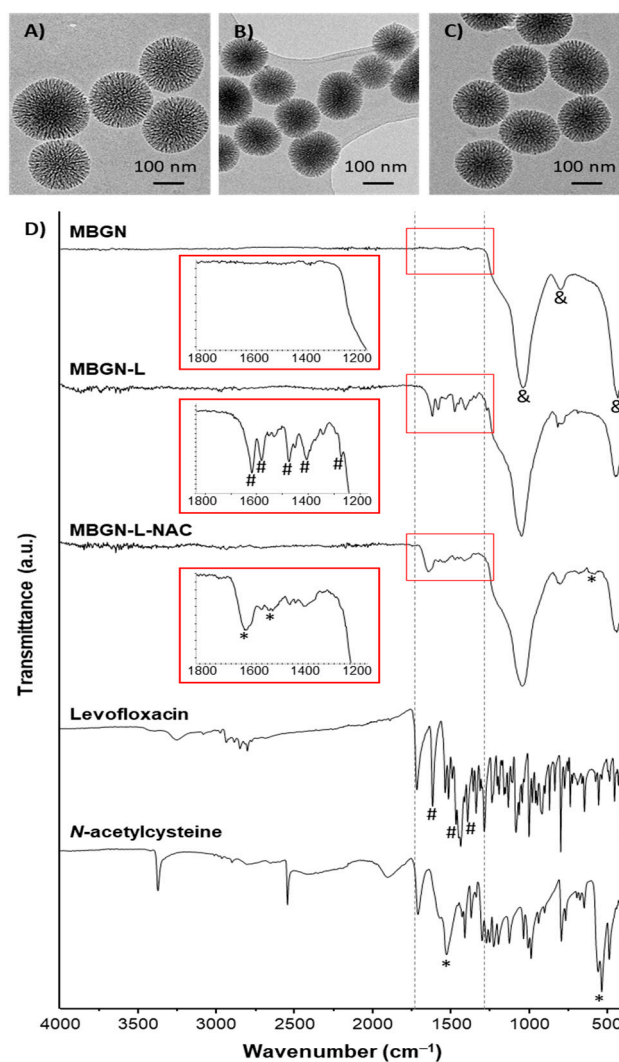 A)
B)
C)
100 nm
100 nm
100 nm
D)
MBGN
&
&
&
1800
1600
1400
1200
MBGN-L
1800
1600
1400
1200
# # # # #
MBGN-L-NAC
*
1800
1600
1400
1200
* *
Transmittance (a.u.)
Levofloxacin
# # #
N-acetylcysteine
* *
4000
3500
3000
2500
2000
1500
1000
500
Wavenumber (cm⁻¹)